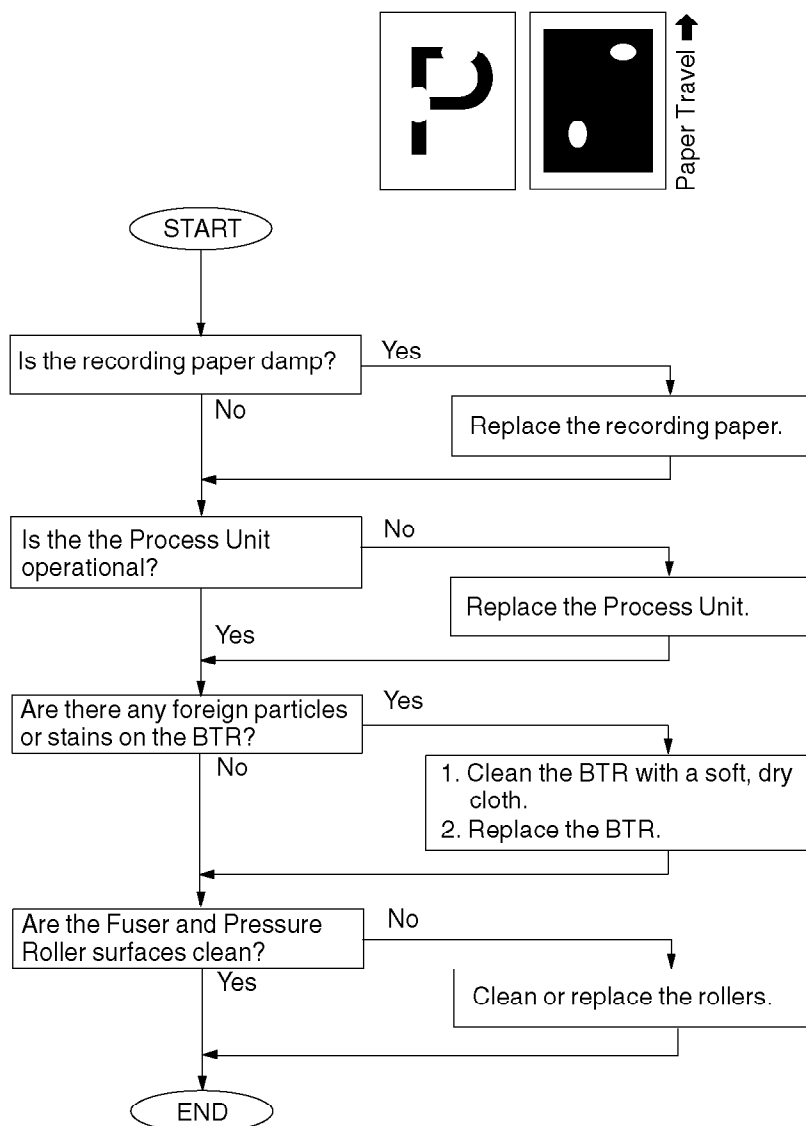 Paper Travel
START
Is the recording paper damp?
Yes
No
Replace the recording paper.
Is the the Process Unit
operational?
No
Yes
Replace the Process Unit.
Are there any foreign particles
or stains on the BTR?
Yes
No
1. Clean the BTR with a soft, dry
cloth.
2. Replace the BTR.
Are the Fuser and Pressure
Roller surfaces clean?
No
Yes
Clean or replace the rollers.
END